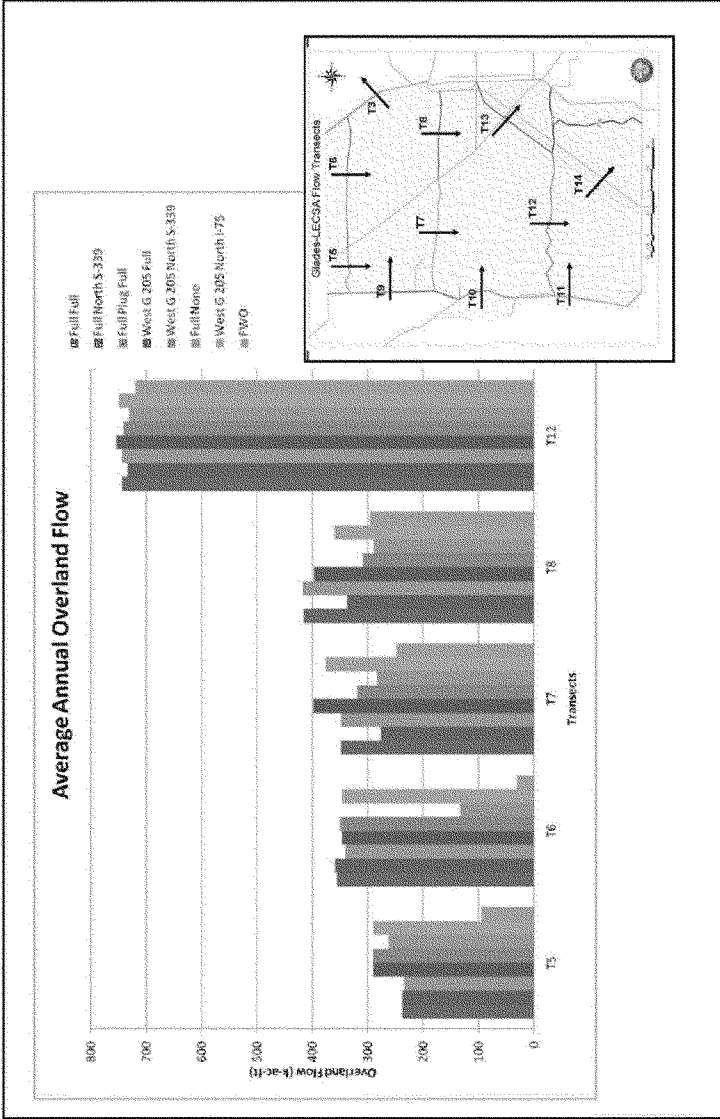 Average Annual Overland Flow
Full Full
Full North S-339
Full Plug Full
West G 205 Full
West G 205 North S-339
Full None
West G 205 North I-75
FWO
Overland Flow (k-ac-ft)
800
700
600
500
400
300
200
100
0
T5
T6
T7
T8
T12
Transects
Glades-LECSA Flow Transects
T5
T6
T3
T9
T7
T8
T10
T13
T12
T11
T14